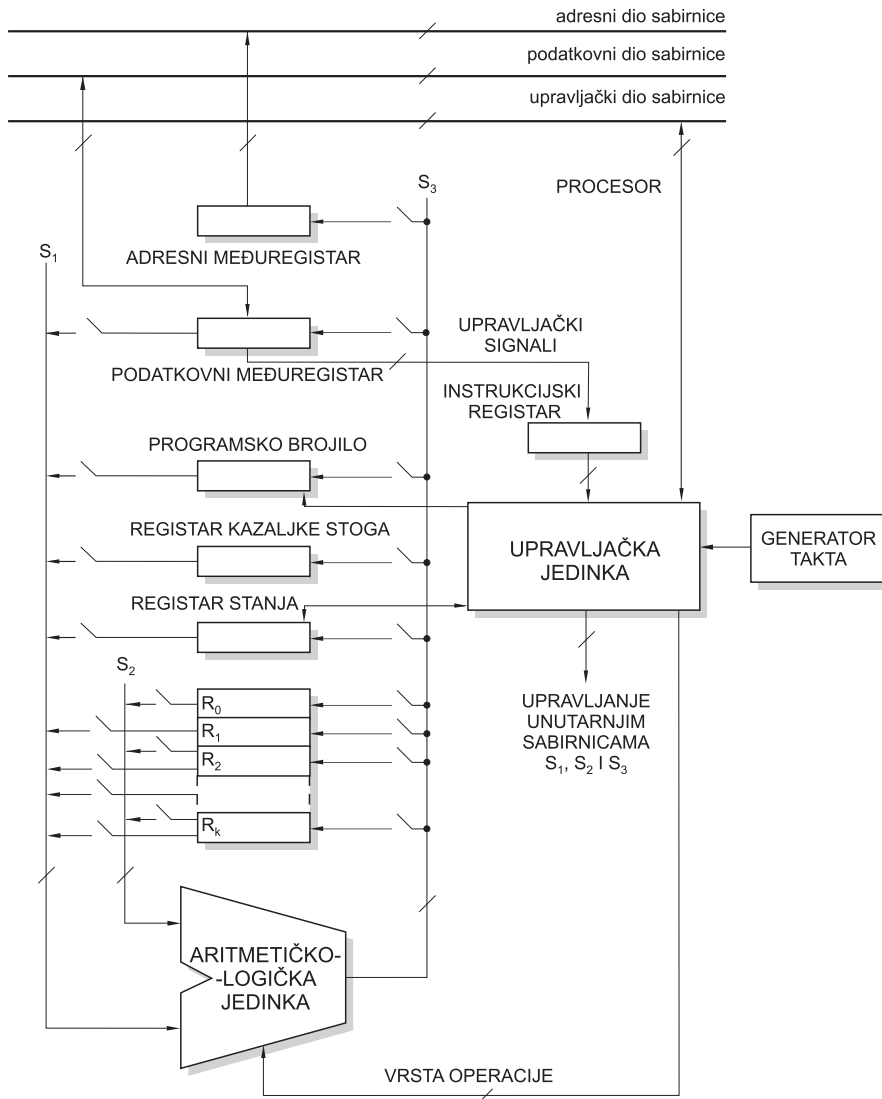 adresni dio sabirnice
podatkovni dio sabirnice
upravljački dio sabirnice
PROCESOR
S3
ADRESNI MEĐUREGISTAR
S1
UPRAVLJAČKI
SIGNALI
PODATKOVNI MEĐUREGISTAR
INSTRUKCIJSKI
REGISTAR
PROGRAMSKO BROJILO
REGISTAR KAZALJKE STOGA
UPRAVLJAČKA
JEDINKA
GENERATOR
TAKTA
REGISTAR STANJA
S2
R0
R1
R2
Rk
UPRAVLJANJE
UNUTARNJIM
SABIRNICAMA
S1, S2 I S3
ARITMETIČKO-
-LOGIČKA
JEDINKA
VRSTA OPERACIJE